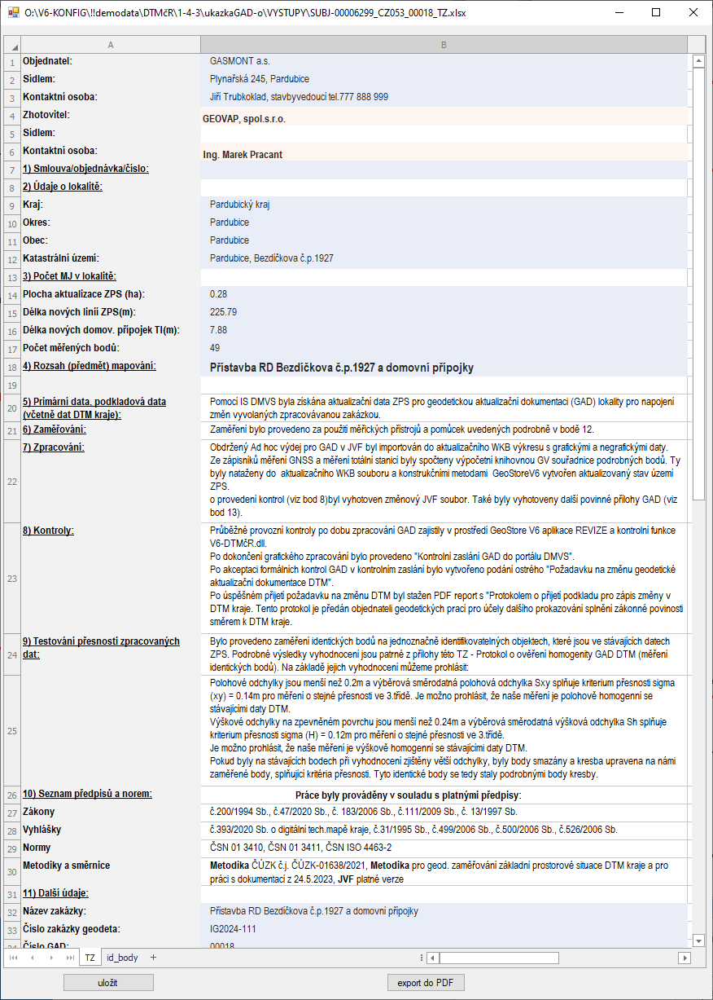 O:\V6-KONFIG\!!demodata\DTMčR\1-4-3\ukazkaGAD-o\VYSTUPY\SUBJ-00006299_CZ053_00018_TZ.xlsx
A B
1 Objednatel: GASMONT a.s.
2 Sídlem: Plynařská 245, Pardubice
3 Kontaktní osoba: Jiří Trubkoklad, stavbyvedoucí tel.777 888 999
4 Zhotovitel: GEOVAP, spol.s.r.o.
5 Sídlem:
6 Kontaktní osoba: Ing. Marek Pracant
7 1) Smlouva/objednávka/číslo:
8 2) Údaje o lokalitě:
9 Kraj: Pardubický kraj
10 Okres: Pardubice
11 Obec: Pardubice
12 Katastrální území: Pardubice, Bezdíčkova č.p.1927
13 3) Počet MJ v lokalitě:
14 Plocha aktualizace ZPS (ha): 0.28
15 Délka nových linií ZPS(m): 225.79
16 Délka nových domov. přípojek TI(m): 7.88
17 Počet měřených bodů: 49
18 4) Rozsah (předmět) mapování: Přístavba RD Bezdíčkova č.p.1927 a domovní přípojky
19
20 5) Primární data, podkladová data
(včetně dat DTM kraje):
Pomocí IS DMVS byla získána aktualizační data ZPS pro geodetickou aktualizační dokumentaci (GAD) lokality pro napojení
změn vyvolaných zpracovávanou zakázkou.
21 6) Zaměřování: Zaměření bylo provedeno za použití měřických přístrojů a pomůcek uvedených podrobně v bodě 12.
22 7) Zpracování: Obdržený Ad hoc výdej pro GAD v JVF byl importován do aktualizačního WKB výkresu s grafickými a negrafickými daty.
Ze zápisníků měření GNSS a měření totální stanicí byly spočteny výpočetní knihovnou GV souřadnice podrobných bodů. Ty
byly nataženy do aktualizačního WKB souboru a konstrukčními metodami GeoStoreV6 vytvořen aktualizovaný stav území
ZPS.
o provedení kontrol (viz bod 8)byl vyhotoven změnový JVF soubor. Také byly vyhotoveny další povinné přílohy GAD (viz
bod 13).
23 8) Kontroly: Průběžné provozní kontroly po dobu zpracování GAD zajistily v prostředí GeoStore V6 aplikace REVIZE a kontrolní funkce
V6-DTMčR.dll.
Po dokončení grafického zpracování bylo provedeno "Kontrolní zaslání GAD do portálu DMVS".
Po akceptaci formálních kontrol GAD v kontrolním zaslání bylo vytvořeno podání ostrého "Požadavku na změnu geodetické
aktualizační dokumentace DTM".
Po úspěšném přijetí požadavku na změnu DTM byl stažen PDF report s "Protokolem o přijetí podkladu pro zápis změny v
DTM kraje. Tento protokol je předán objednateli geodetických prací pro účely dalšího prokazování splnění zákonné povinosti
směrem k DTM kraje.
24 9) Testování přesnosti zpracovaných
dat:
Bylo provedeno zaměření identických bodů na jednoznačně identifikovatelných objektech, které jsou ve stávajících datech
ZPS. Podrobné výsledky vyhodnocení jsou patrné z přílohy této TZ - Protokol o ověření homogenity GAD DTM (měření
identických bodů). Na základě jejich vyhodnocení můžeme prohlásit:
25 Polohové odchylky jsou menší než 0.2m a výběrová směrodatná polohová odchylka Sxy splňuje kriterium přesnosti sigma
(xy) = 0.14m pro měření o stejné přesnosti ve 3.třídě. Je možno prohlásit, že naše měření je polohově homogenní se
stávajícími daty DTM.
Výškové odchylky na zpevněném povrchu jsou menší než 0.24m a výběrová směrodatná výšková odchylka Sh splňuje
kriterium přesnosti sigma (H) = 0.12m pro měření o stejné přesnosti ve 3.třídě.
Je možno prohlásit, že naše měření je výškově homogenní se stávajícími daty DTM.
Pokud byly na stávajících bodech při vyhodnocení zjištěny větší odchylky, byly body smazány a kresba upravena na námi
zaměřené body, splňující kritéria přesnosti. Tyto identické body se tedy staly podrobnými body kresby.
26 10) Seznam předpisů a norem: Práce byly prováděny v souladu s platnými předpisy:
27 Zákony č.200/1994 Sb., č.47/2020 Sb., č. 183/2006 Sb., č.111/2009 Sb., č. 13/1997 Sb.
28 Vyhlášky č.393/2020 Sb. o digitální tech.mapě kraje, č.31/1995 Sb., č.499/2006 Sb., č.500/2006 Sb., č.526/2006 Sb.
29 Normy ČSN 01 3410, ČSN 01 3411, ČSN ISO 4463-2
30 Metodiky a směrnice Metodika ČÚZK č.j. ČÚZK-01638/2021, Metodika pro geod. zaměřování základní prostorové situace DTM kraje a pro
práci s dokumentací z 24.5.2023, JVF platné verze
31 11) Další údaje:
32 Název zakázky: Přístavba RD Bezdíčkova č.p.1927 a domovní přípojky
33 Číslo zakázky geodeta: IG2024-111
34 Číslo GAD: 00018
TZ id_body +
uložit export do PDF